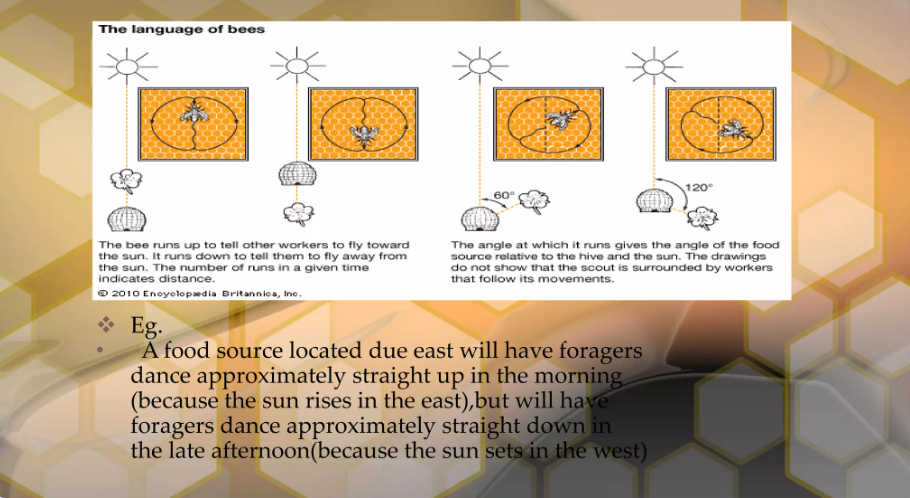 The language of bees
60°
120°
The bee runs up to tell other workers to fly toward
the sun. It runs down to tell them to fly away from
the sun. The number of runs in a given time
indicates distance.
© 2010 Encyclopædia Britannica, Inc.
The angle at which it runs gives the angle of the food
source relative to the hive and the sun. The drawings
do not show that the scout is surrounded by workers
that follow its movements.
❖ Eg.
• A food source located due east will have foragers
dance approximately straight up in the morning
(because the sun rises in the east),but will have
foragers dance approximately straight down in
the late afternoon(because the sun sets in the west)